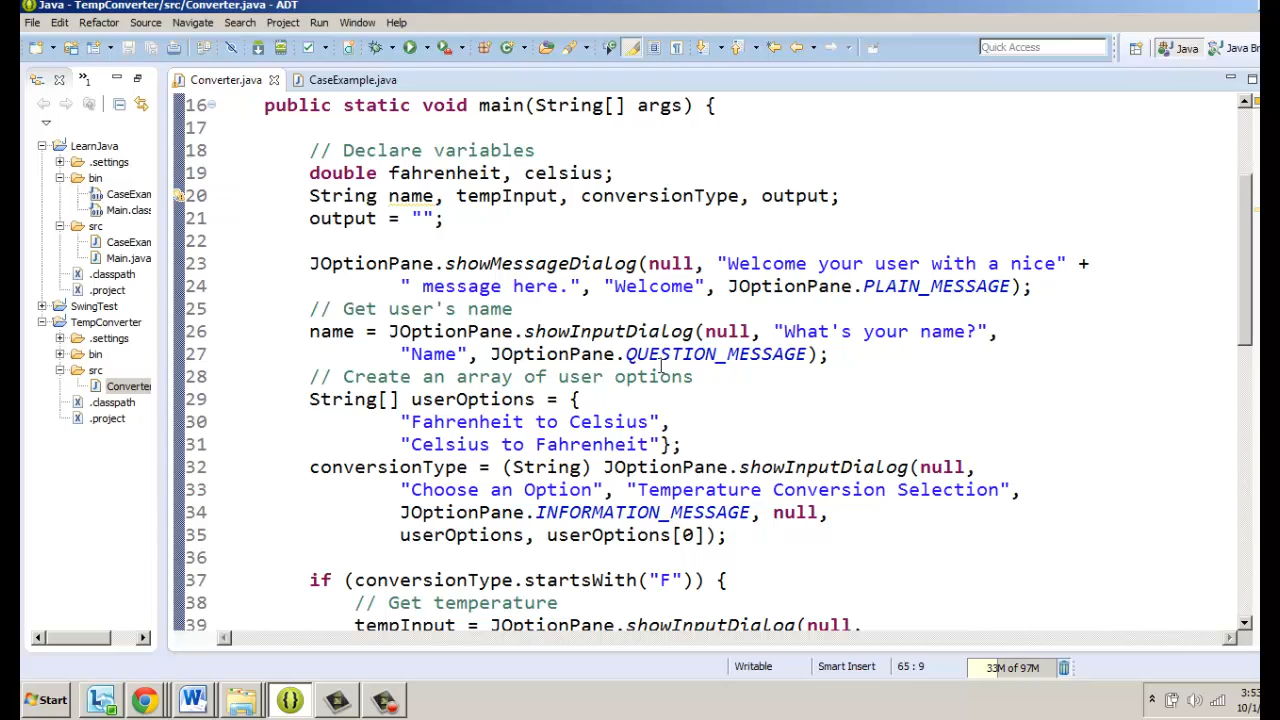 Java - TempConverter/src/Converter.java - ADT
File Edit Refactor Source Navigate Search Project Run Window Help
Quick Access
Java
Java Br
Converter.java
CaseExample.java
LearnJava
.settings
bin
CaseExam
Main.class
src
CaseExam
Main.java
.classpath
.project
SwingTest
TempConverter
.settings
bin
src
Converter
.classpath
.project
16 public static void main(String[] args) {
17
18 // Declare variables
19 double fahrenheit, celsius;
20 String name, tempInput, conversionType, output;
21 output = "";
22
23 JOptionPane.showMessageDialog(null, "Welcome your user with a nice" +
24 " message here.", "Welcome", JOptionPane.PLAIN_MESSAGE);
25 // Get user's name
26 name = JOptionPane.showInputDialog(null, "What's your name?",
27 "Name", JOptionPane.QUESTION_MESSAGE);
28 // Create an array of user options
29 String[] userOptions = {
30 "Fahrenheit to Celsius",
31 "Celsius to Fahrenheit"};
32 conversionType = (String) JOptionPane.showInputDialog(null,
33 "Choose an Option", "Temperature Conversion Selection",
34 JOptionPane.INFORMATION_MESSAGE, null,
35 userOptions, userOptions[0]);
36
37 if (conversionType.startsWith("F")) {
38 // Get temperature
39 tempInput = JOptionPane.showInputDialog(null,
Writable
Smart Insert
65 : 9
33M of 97M
Start
3:53
10/1/